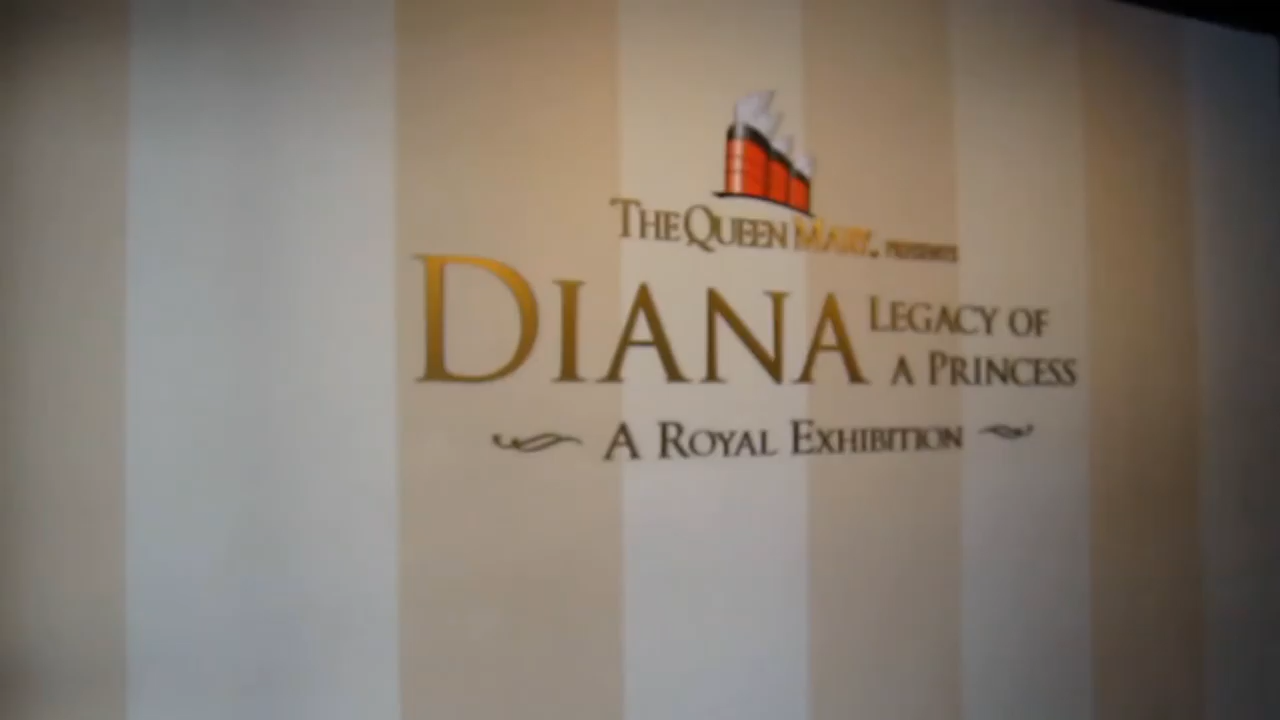 THE QUEEN MARY PRESENTS
DIANA LEGACY OF
A PRINCESS
A ROYAL EXHIBITION